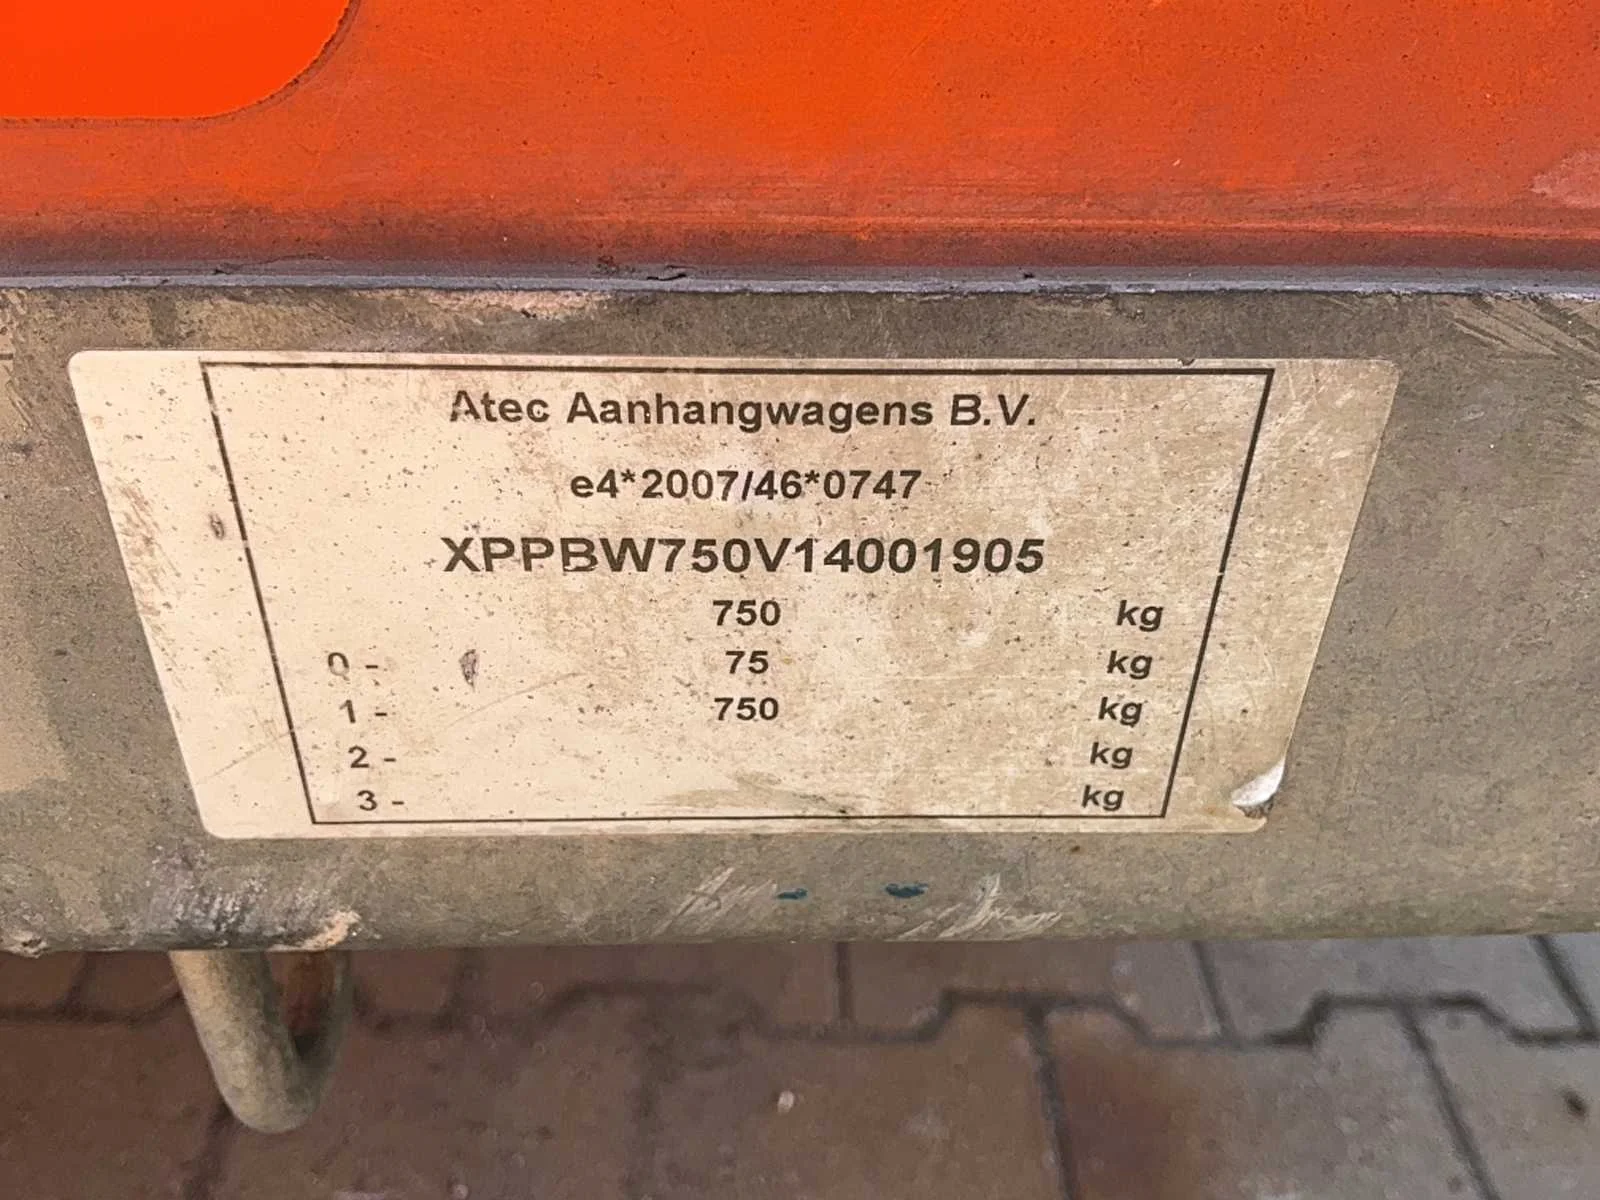 Atec Aanhangwagens B.V.
e4*2007/46*0747
XPPBW750V14001905
750 kg
0 - 75 kg
1 - 750 kg
2 - kg
3 - kg